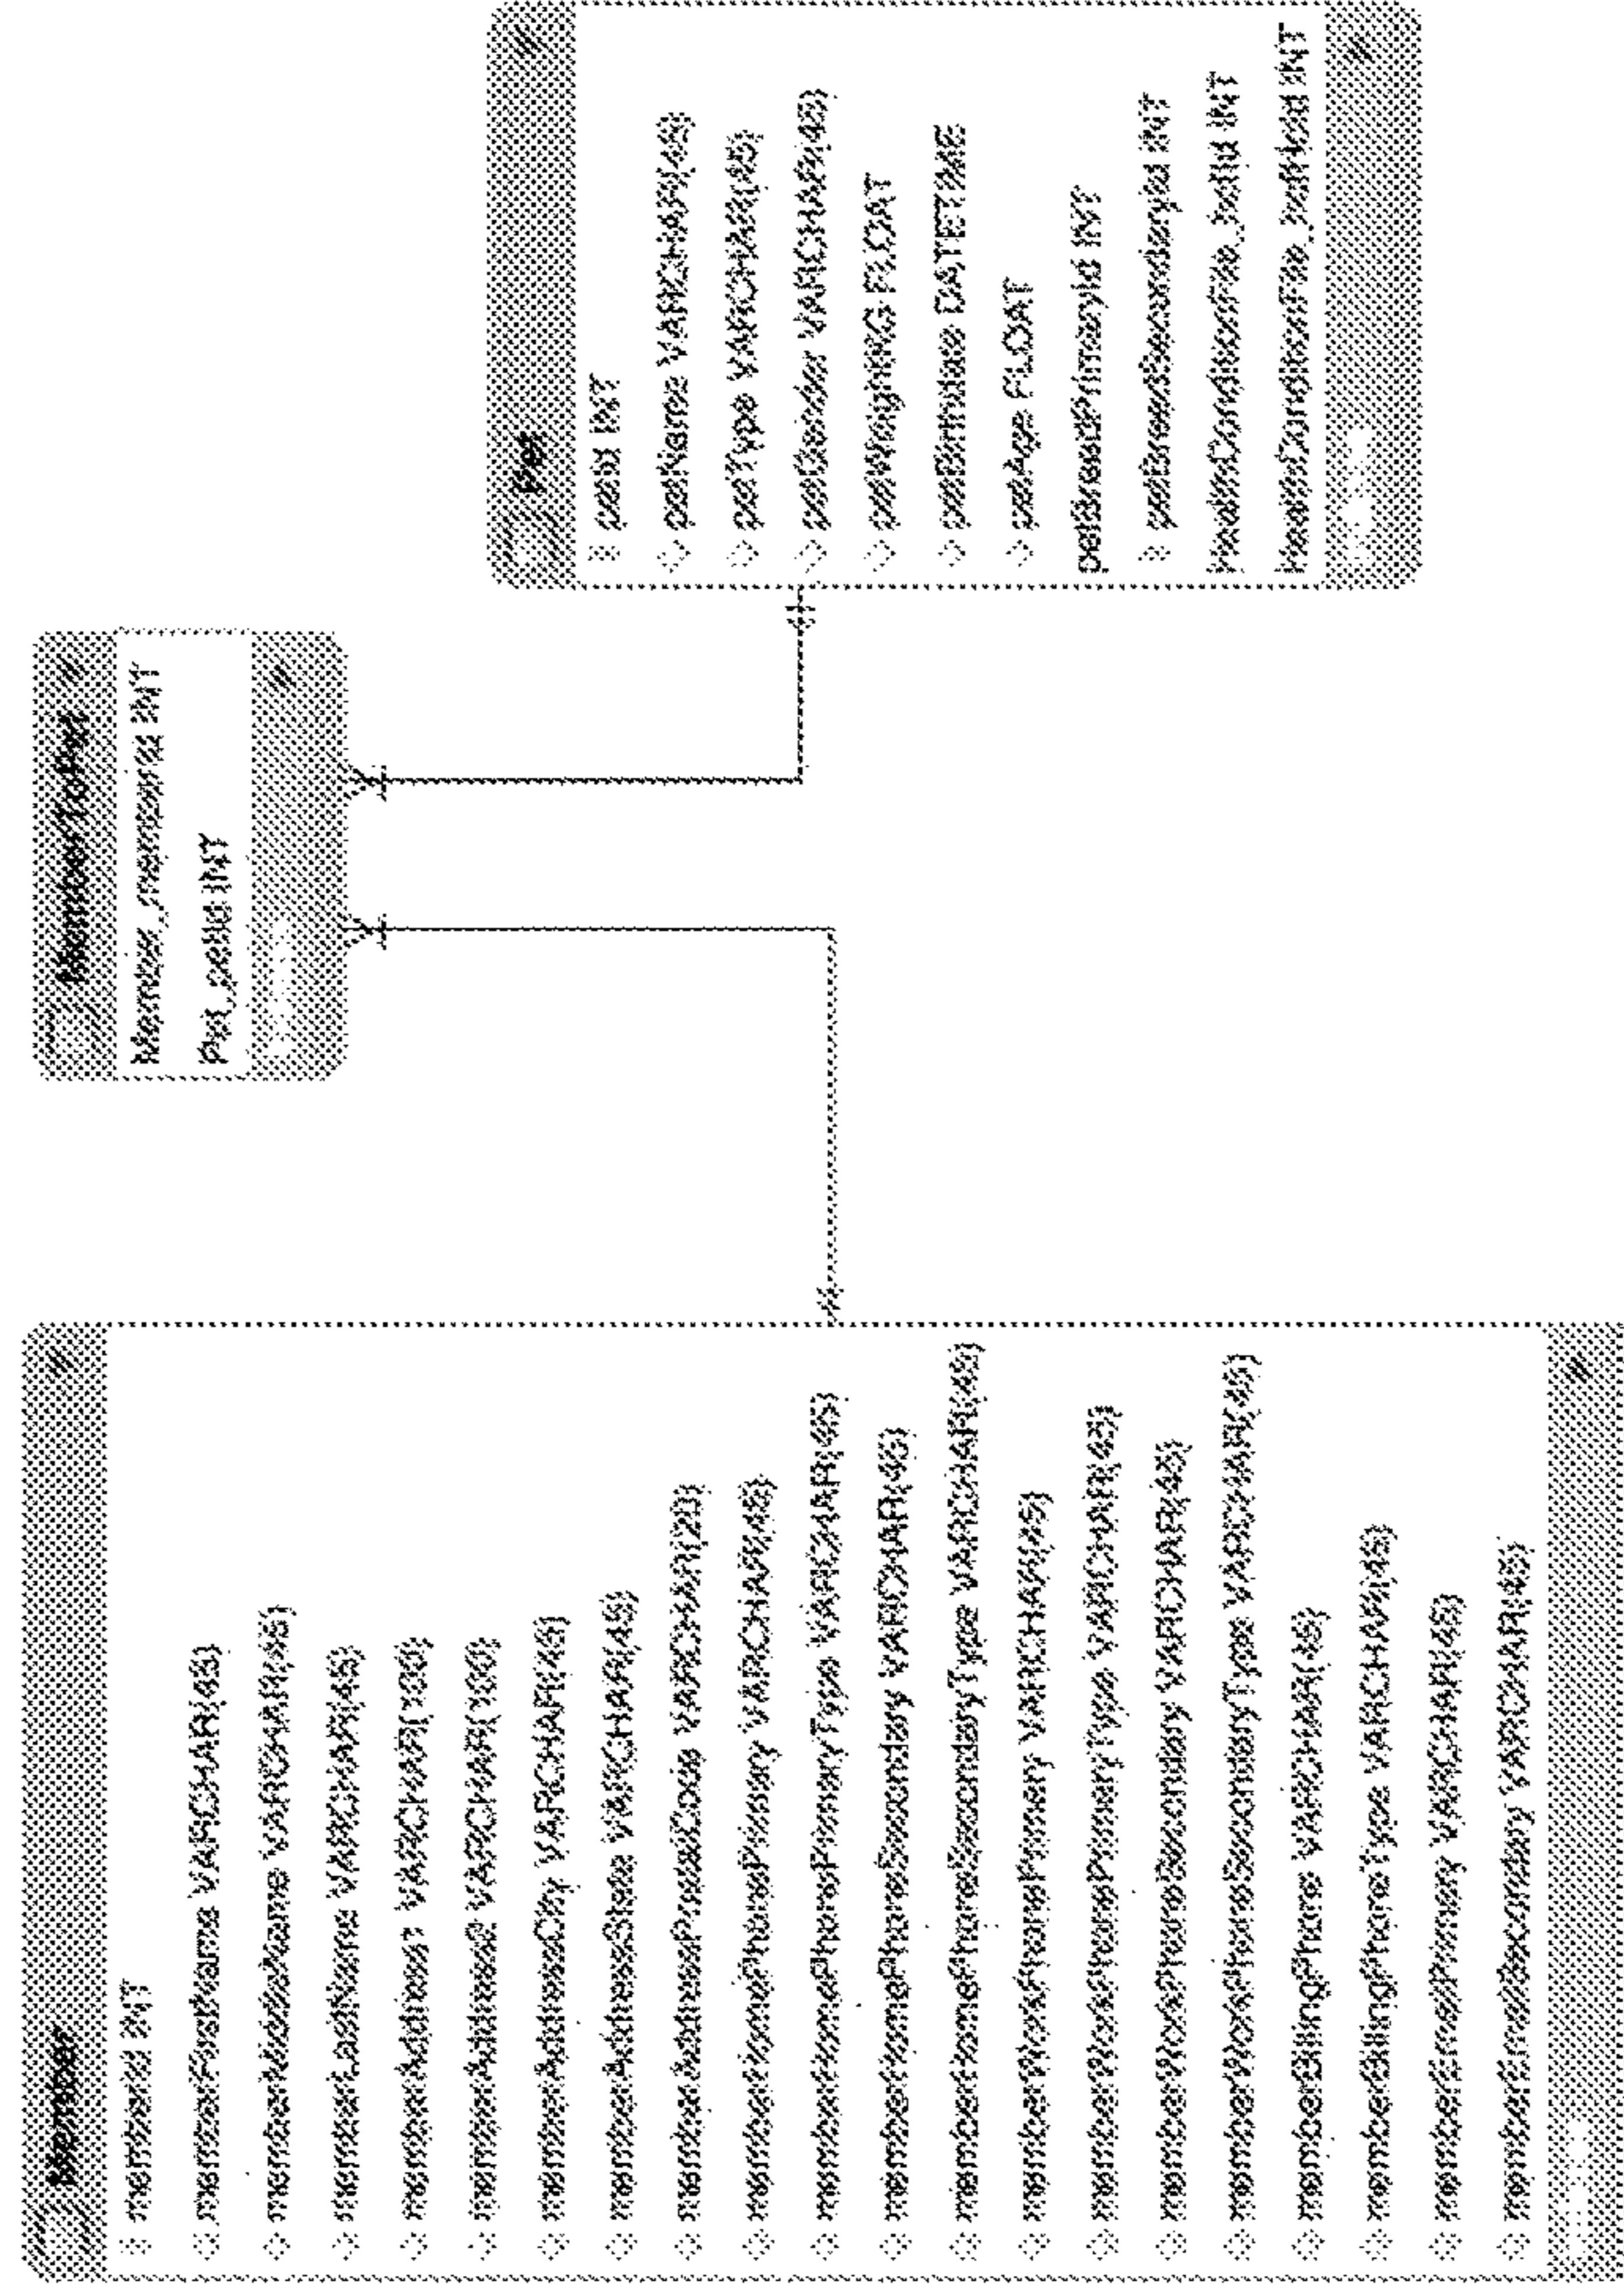 Member
memberId INT
memberFirstName VARCHAR(45)
memberMiddleName VARCHAR(45)
memberLastName VARCHAR(45)
memberAddress1 VARCHAR(100)
memberAddress2 VARCHAR(100)
memberAddressCity VARCHAR(45)
memberAddressState VARCHAR(45)
memberAddressPostalCode VARCHAR(20)
memberHomePhonePrimary VARCHAR(45)
memberHomePhonePrimaryType VARCHAR(45)
memberHomePhoneSecondary VARCHAR(45)
memberHomePhoneSecondaryType VARCHAR(45)
memberWorkPhonePrimary VARCHAR(45)
memberWorkPhonePrimaryType VARCHAR(45)
memberWorkPhoneSecondary VARCHAR(45)
memberWorkPhoneSecondaryType VARCHAR(45)
memberBillingPhone VARCHAR(45)
memberBillingPhoneType VARCHAR(45)
memberEmailPrimary VARCHAR(45)
memberEmailSecondary VARCHAR(45)
MemberToPet
Member_memberId INT
Pet_petId INT
Pet
petId INT
petName VARCHAR(45)
petType VARCHAR(45)
petGender VARCHAR(45)
petWeightKG FLOAT
petBirthdate DATETIME
petAge FLOAT
petBreedPrimaryId INT
petBreedSecondaryId INT
HealthConditionFile_petId INT
INT